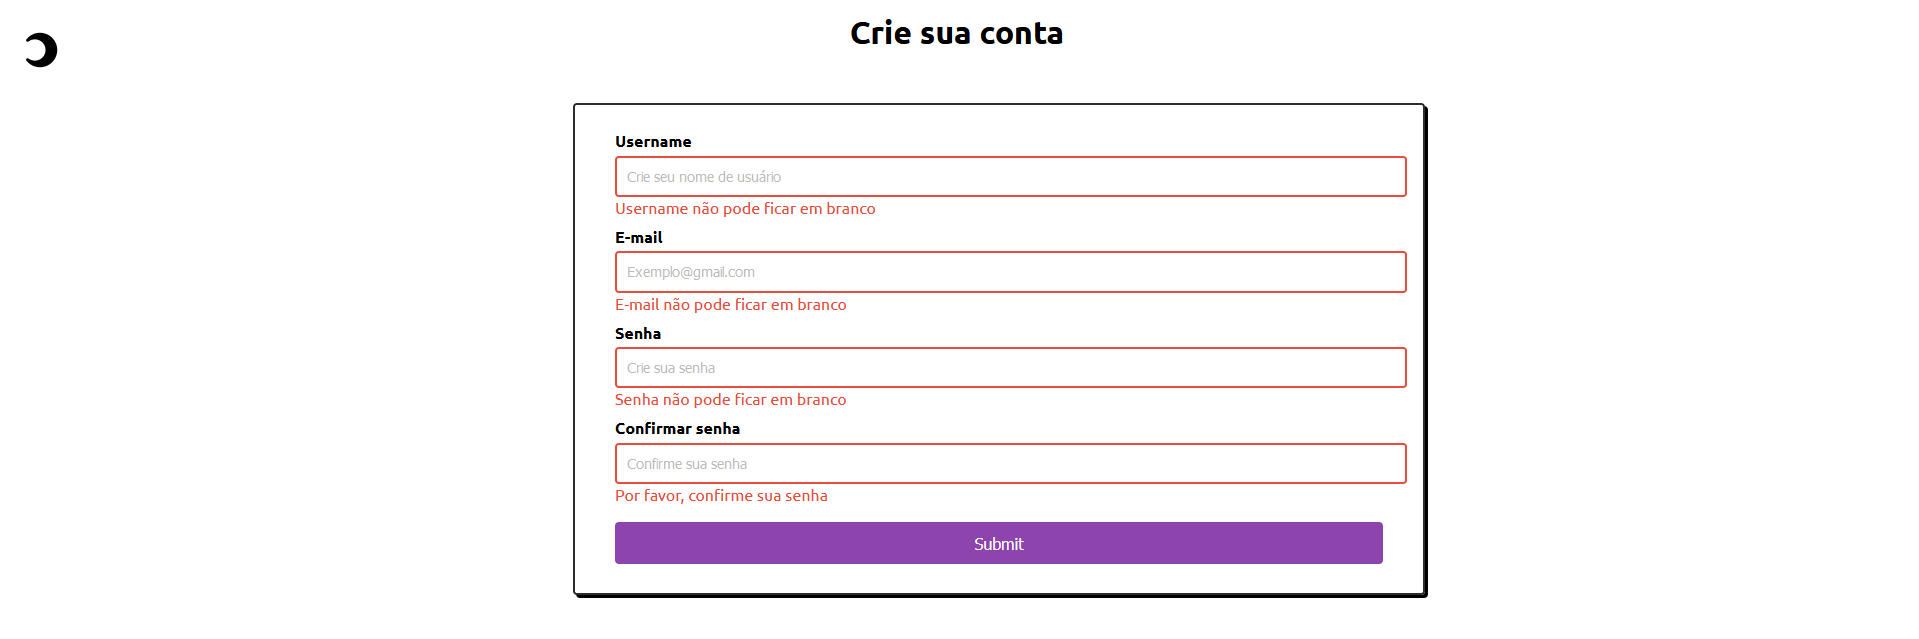 Crie sua conta
Username
Crie seu nome de usuário
Username não pode ficar em branco
E-mail
Exemplo@gmail.com
E-mail não pode ficar em branco
Senha
Crie sua senha
Senha não pode ficar em branco
Confirmar senha
Confirme sua senha
Por favor, confirme sua senha
Submit